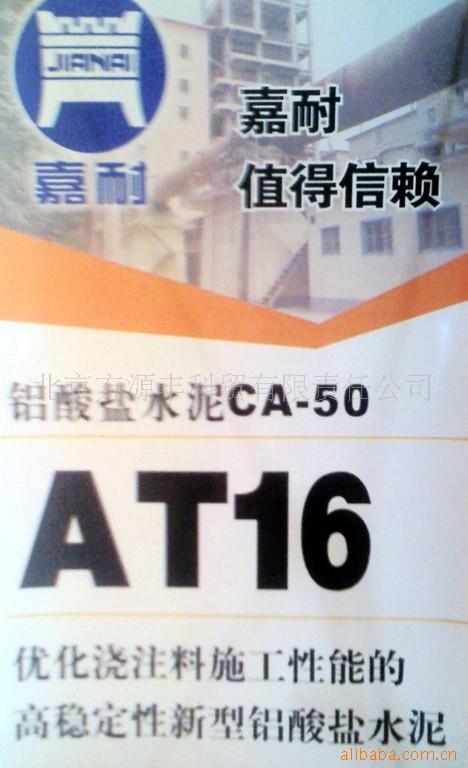 JIANAI
嘉耐
嘉耐
值得信赖
北京京源丰科贸有限责任公司
铝酸盐水泥CA-50
AT16
优化浇注料施工性能的
高稳定性新型铝酸盐水泥
alibaba.com.cn